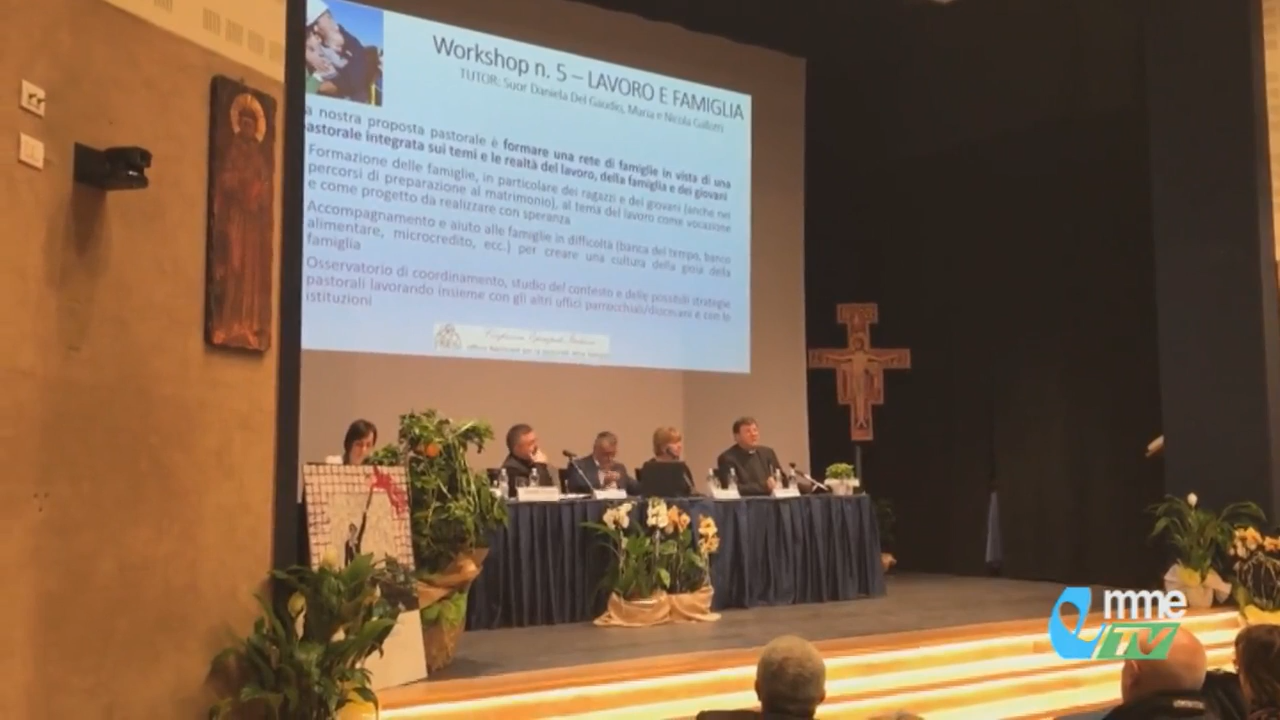 Workshop n. 5 – LAVORO E FAMIGLIA
TUTOR: Suor Daniela Del Gaudio, Maria e Nicola Gallotti
a nostra proposta pastorale è formare una rete di famiglie in vista di una
astorale integrata sui temi e le realtà del lavoro, della famiglia e dei giovani
Formazione delle famiglie, in particolare dei ragazzi e dei giovani (anche nei
percorsi di preparazione al matrimonio), al tema del lavoro come vocazione
e come progetto da realizzare con speranza
Accompagnamento e aiuto alle famiglie in difficoltà (banca del tempo, banco
alimentare, microcredito, ecc.) per creare una cultura della gioia della
famiglia
Osservatorio di coordinamento, studio del contesto e delle possibili strategie
pastorali lavorando insieme con gli altri uffici parrocchiali/diocesani e con le
istituzioni
Conferenza Episcopale Italiana
mme
TV